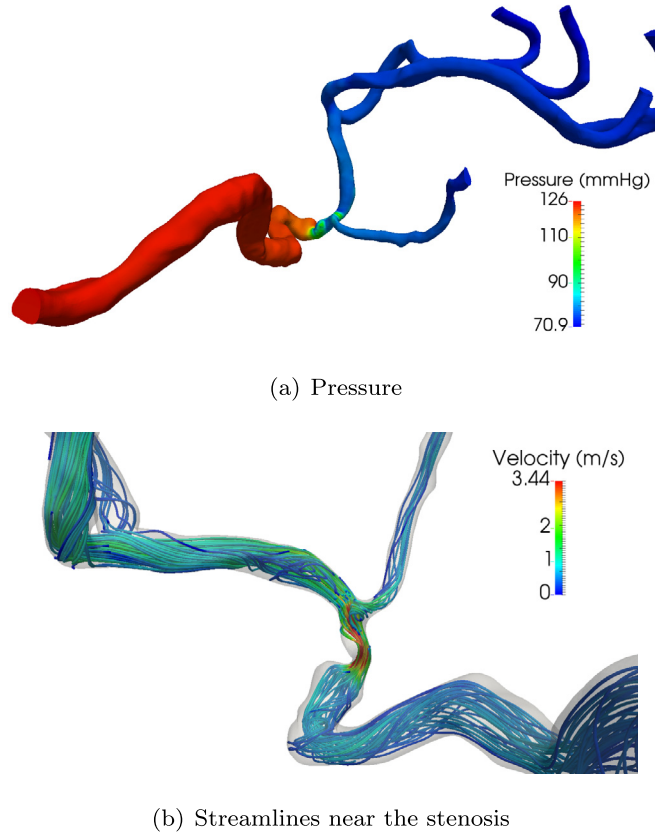 Pressure (mmHg)
126
110
90
70.9
(a) Pressure
Velocity (m/s)
3.44
2
1
0
(b) Streamlines near the stenosis